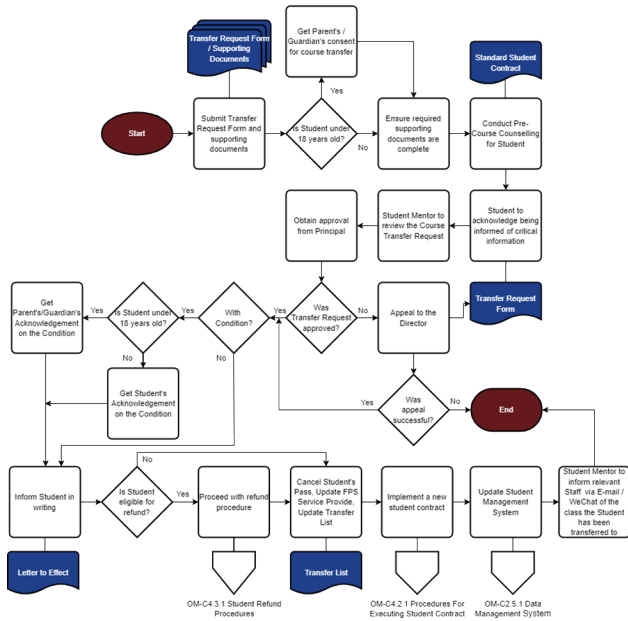 Transfer Request Form
/ Supporting
Documents
Get Parent's /
Guardian's consent
for course transfer
Standard Student
Contract
Yes
Start
Submit Transfer
Request Form and
supporting
documents
Is Student under
18 years old?
No
Ensure required
supporting
documents are
complete
Conduct Pre-
Course Counselling
for Student
Obtain approval
from Principal
Student Mentor to
review the Course
Transfer Request
Student to
acknowledge being
informed of critical
information
Get
Parent's/Guardian's
Acknowledgement
on the Condition
Yes
Is Student under
18 years old?
Yes
With
Condition?
Yes
Was
Transfer Request
approved?
No
Appeal to the
Director
Transfer Request
Form
No
No
Get Student's
Acknowledgement
on the Condition
Yes
Was
appeal
successful?
No
End
No
Inform Student in
writing
Is Student
eligible for
refund?
Yes
Proceed with refund
procedure
Cancel Student's
Pass, Update FPS
Service Provide,
Update Transfer
List
Implement a new
student contract
Update Student
Management
System
Student Mentor to
inform relevant
Staff via E-mail /
WeChat of the
class the Student
has been
transferred to
Letter to Effect
Transfer List
OM-C4.3.1 Student Refund
Procedures
OM-C4.2.1 Procedures For
Executing Student Contract
OM-C2.5.1 Data
Management System